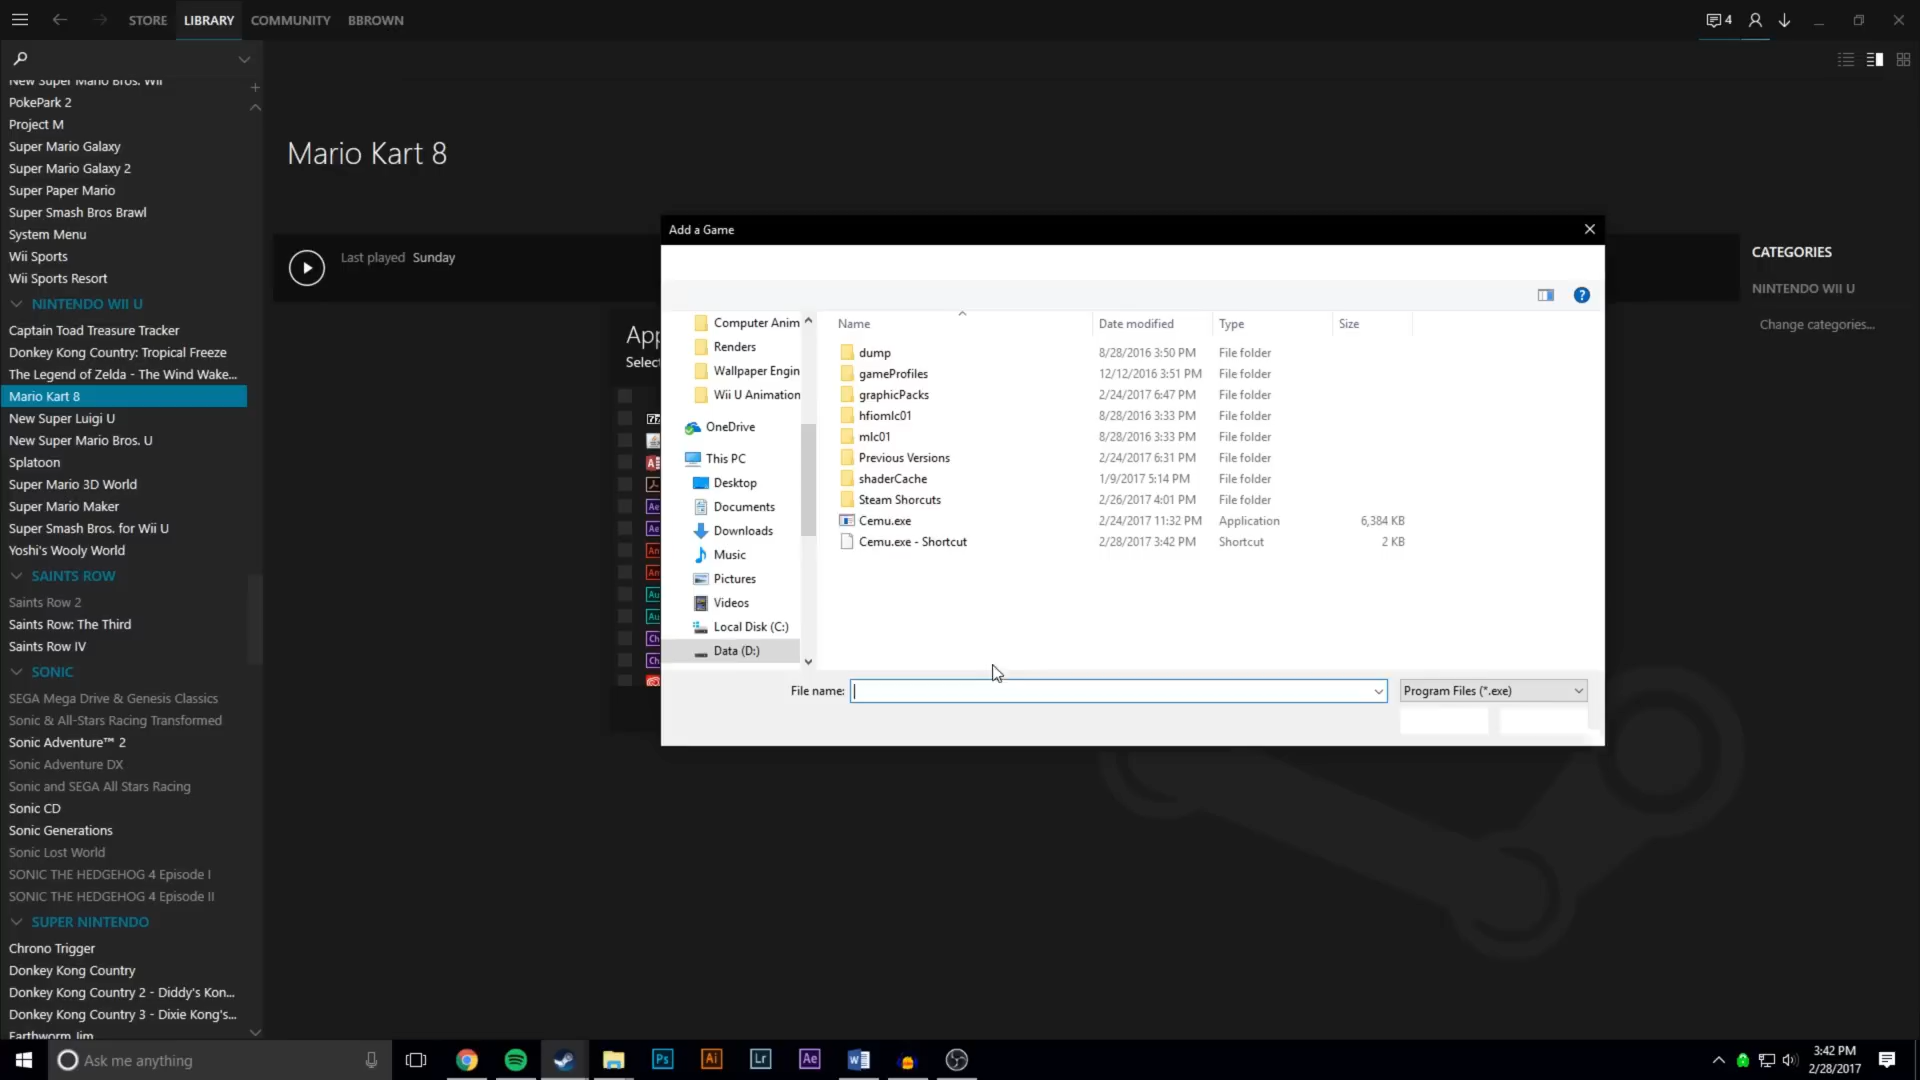 STORE LIBRARY COMMUNITY BBROWN
4
New Super Mario Bros. Wii
PokePark 2
Project M
Super Mario Galaxy
Super Mario Galaxy 2
Super Paper Mario
Super Smash Bros Brawl
System Menu
Wii Sports
Wii Sports Resort
NINTENDO WII U
Captain Toad Treasure Tracker
Donkey Kong Country: Tropical Freeze
The Legend of Zelda - The Wind Wake...
Mario Kart 8
New Super Luigi U
New Super Mario Bros. U
Splatoon
Super Mario 3D World
Super Mario Maker
Super Smash Bros. for Wii U
Yoshi's Wooly World
SAINTS ROW
Saints Row 2
Saints Row: The Third
Saints Row IV
SONIC
SEGA Mega Drive & Genesis Classics
Sonic & All-Stars Racing Transformed
Sonic Adventure™ 2
Sonic Adventure DX
Sonic and SEGA All Stars Racing
Sonic CD
Sonic Generations
Sonic Lost World
SONIC THE HEDGEHOG 4 Episode I
SONIC THE HEDGEHOG 4 Episode II
SUPER NINTENDO
Chrono Trigger
Donkey Kong Country
Donkey Kong Country 2 - Diddy's Kon...
Donkey Kong Country 3 - Dixie Kong's...
Earthworm Jim
Mario Kart 8
Last played Sunday
CATEGORIES
NINTENDO WII U
Change categories...
App
Select
Add a Game
Computer Anim
Renders
Wallpaper Engin
Wii U Animation
OneDrive
This PC
Desktop
Documents
Downloads
Music
Pictures
Videos
Local Disk (C:)
Data (D:)
Name Date modified Type Size
dump 8/28/2016 3:50 PM File folder
gameProfiles 12/12/2016 3:51 PM File folder
graphicPacks 2/24/2017 6:47 PM File folder
hfiomlc01 8/28/2016 3:33 PM File folder
mlc01 8/28/2016 3:33 PM File folder
Previous Versions 2/24/2017 6:31 PM File folder
shaderCache 1/9/2017 5:14 PM File folder
Steam Shorcuts 2/26/2017 4:01 PM File folder
Cemu.exe 2/24/2017 11:32 PM Application 6,384 KB
Cemu.exe - Shortcut 2/28/2017 3:42 PM Shortcut 2 KB
File name: Program Files (*.exe)
Ask me anything
Ps Ai Lr Ae
3:42 PM
2/28/2017